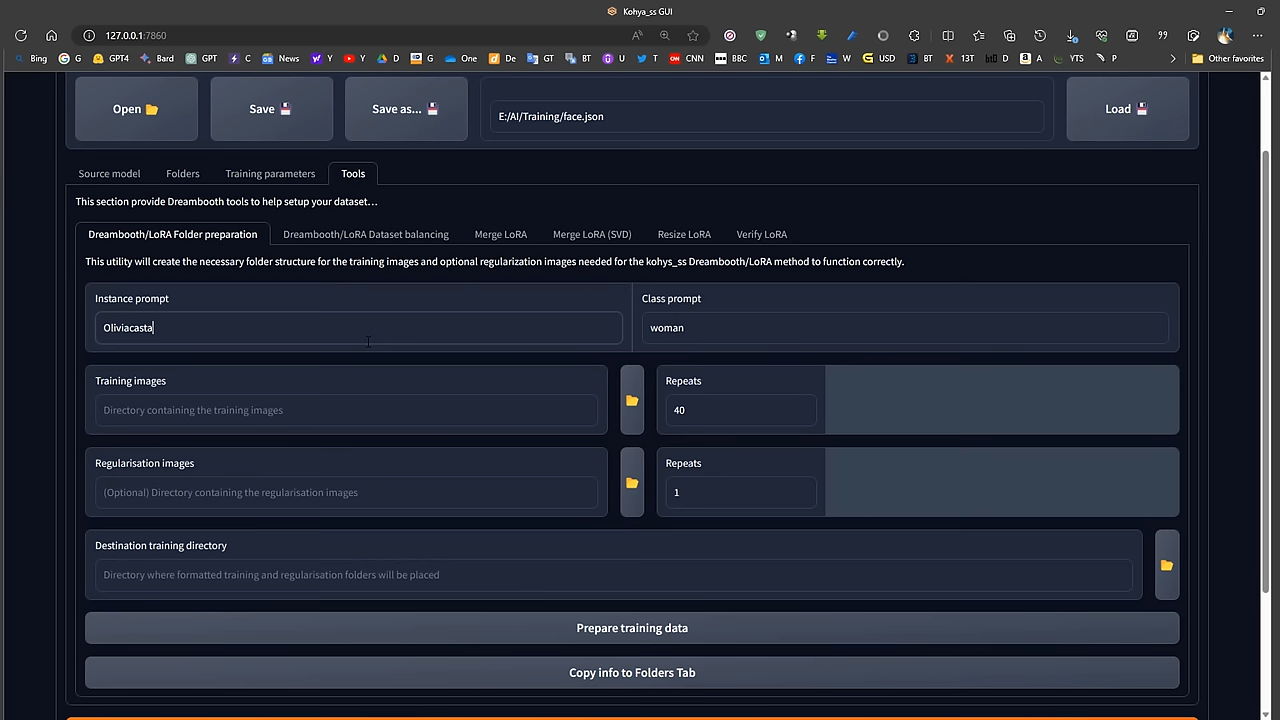 Kohya_ss GUI
127.0.0.1:7860
Bing G GPT4 Bard GPT C News Y Y D G One De GT BT U T CNN BBC M F W USD BT 13T D A YTS P Other favorites
Open Save Save as... E:/AI/Training/face.json Load
Source model Folders Training parameters Tools
This section provide Dreambooth tools to help setup your dataset...
Dreambooth/LoRA Folder preparation Dreambooth/LoRA Dataset balancing Merge LoRA Merge LoRA (SVD) Resize LoRA Verify LoRA
This utility will create the necessary folder structure for the training images and optional regularization images needed for the kohys_ss Dreambooth/LoRA method to function correctly.
Instance prompt Class prompt
Oliviacasta woman
Training images Repeats
Directory containing the training images 40
Regularisation images Repeats
(Optional) Directory containing the regularisation images 1
Destination training directory
Directory where formatted training and regularisation folders will be placed
Prepare training data
Copy info to Folders Tab